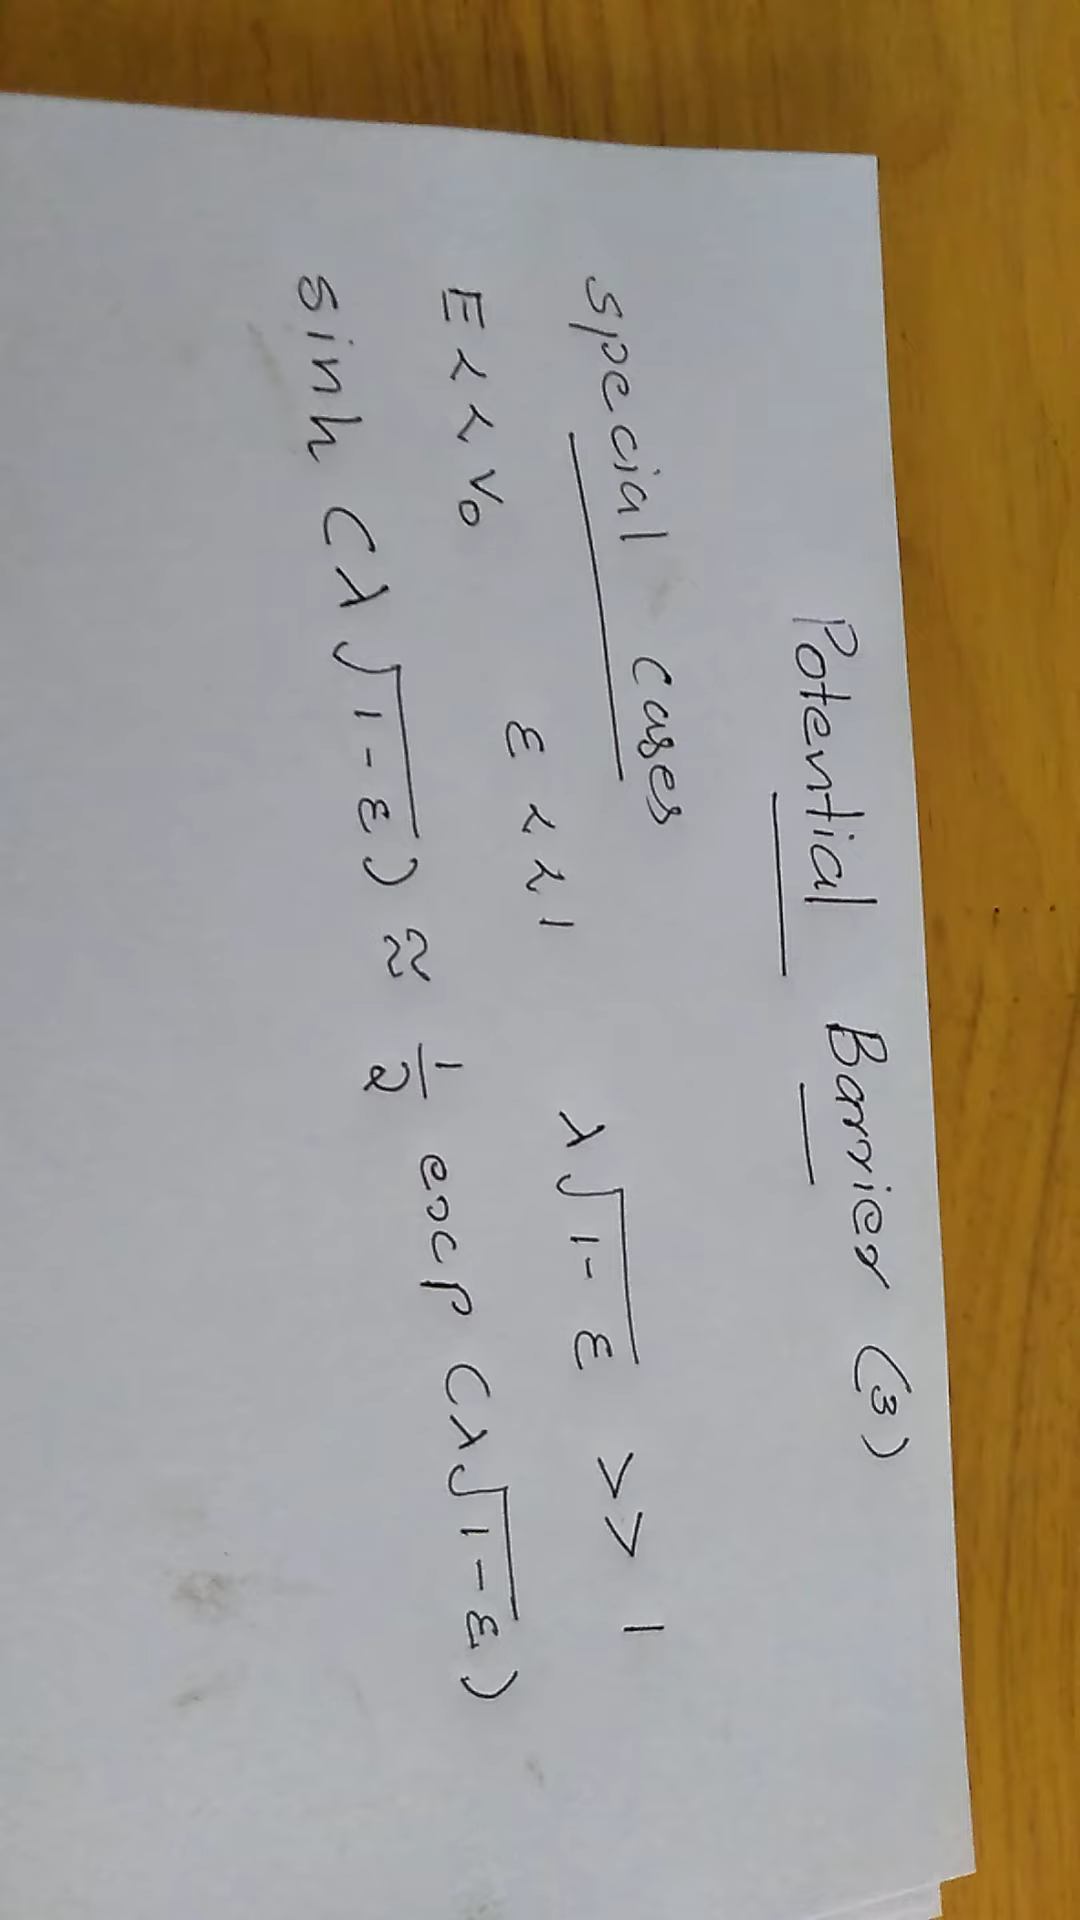 Potential Barrier (3)
Special cases
E << V₀   ε << 1   λ√(1-ε) >> 1
sinh (λ√(1-ε)) ≈ 1/2 exp (λ√(1-ε))